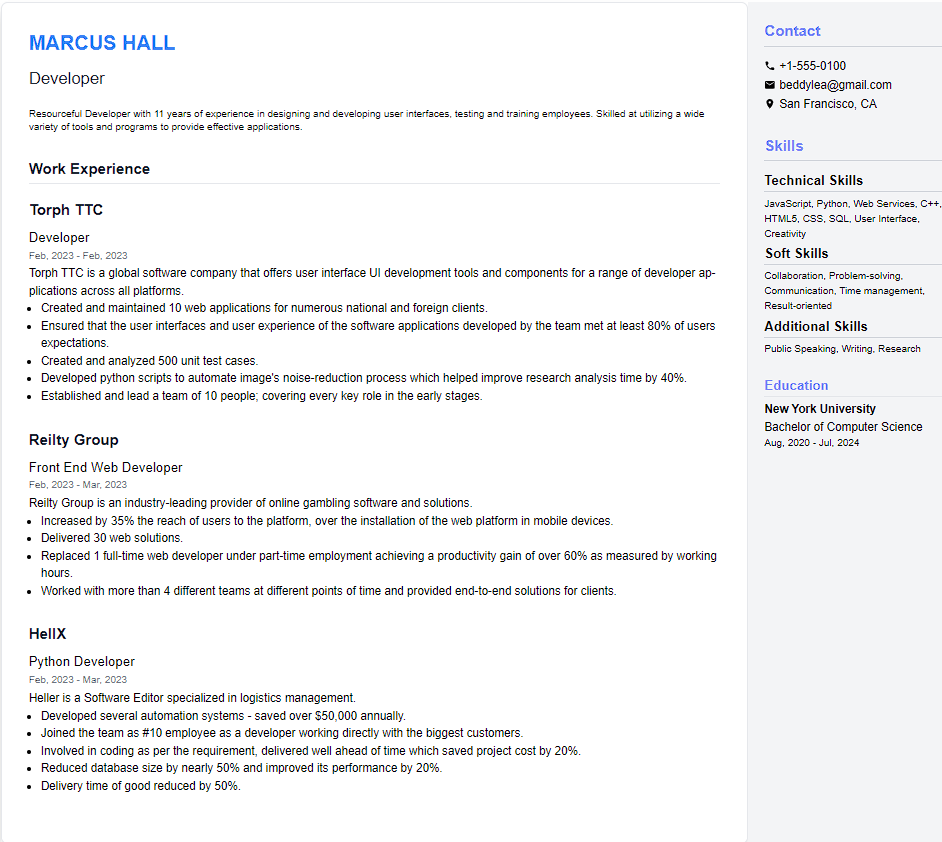 MARCUS HALL
Developer
Resourceful Developer with 11 years of experience in designing and developing user interfaces, testing and training employees. Skilled at utilizing a wide
variety of tools and programs to provide effective applications.
Work Experience
Torph TTC
Developer
Feb, 2023 - Feb, 2023
Torph TTC is a global software company that offers user interface UI development tools and components for a range of developer ap-
plications across all platforms.
• Created and maintained 10 web applications for numerous national and foreign clients.
• Ensured that the user interfaces and user experience of the software applications developed by the team met at least 80% of users
expectations.
• Created and analyzed 500 unit test cases.
• Developed python scripts to automate image's noise-reduction process which helped improve research analysis time by 40%.
• Established and lead a team of 10 people; covering every key role in the early stages.
Reilty Group
Front End Web Developer
Feb, 2023 - Mar, 2023
Reilty Group is an industry-leading provider of online gambling software and solutions.
• Increased by 35% the reach of users to the platform, over the installation of the web platform in mobile devices.
• Delivered 30 web solutions.
• Replaced 1 full-time web developer under part-time employment achieving a productivity gain of over 60% as measured by working
hours.
• Worked with more than 4 different teams at different points of time and provided end-to-end solutions for clients.
HellX
Python Developer
Feb, 2023 - Mar, 2023
Heller is a Software Editor specialized in logistics management.
• Developed several automation systems - saved over $50,000 annually.
• Joined the team as #10 employee as a developer working directly with the biggest customers.
• Involved in coding as per the requirement, delivered well ahead of time which saved project cost by 20%.
• Reduced database size by nearly 50% and improved its performance by 20%.
• Delivery time of good reduced by 50%.
Contact
+1-555-0100
beddylea@gmail.com
San Francisco, CA
Skills
Technical Skills
JavaScript, Python, Web Services, C++,
HTML5, CSS, SQL, User Interface,
Creativity
Soft Skills
Collaboration, Problem-solving,
Communication, Time management,
Result-oriented
Additional Skills
Public Speaking, Writing, Research
Education
New York University
Bachelor of Computer Science
Aug, 2020 - Jul, 2024